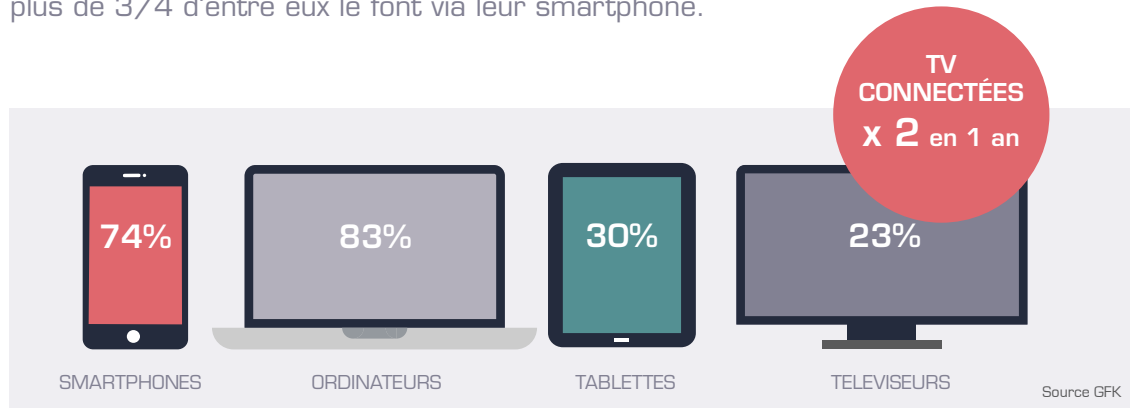 plus de 3/4 d'entre eux le font via leur smartphone.
TV
CONNECTÉES
x 2 en 1 an
74%
83%
30%
23%
SMARTPHONES
ORDINATEURS
TABLETTES
TELEVISEURS
Source GFK